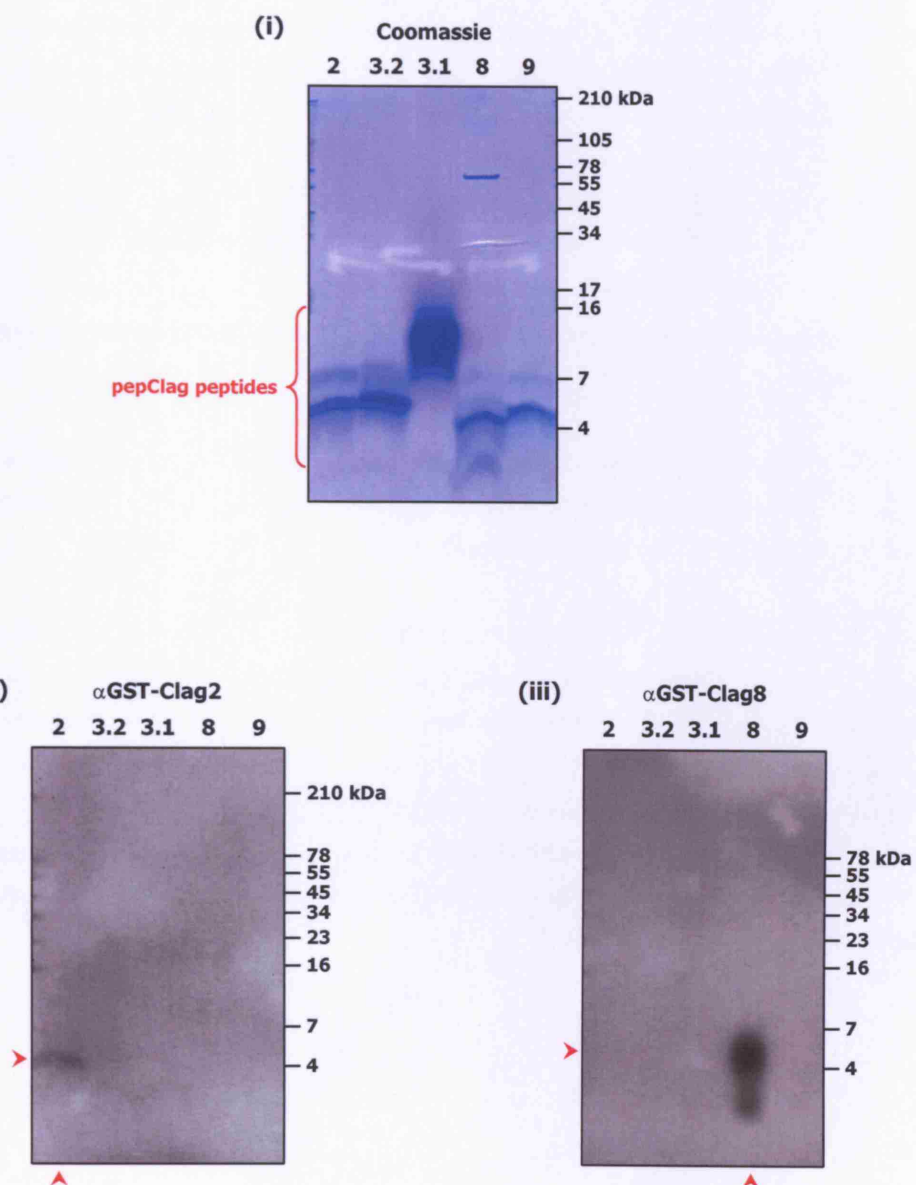 (i) Coomassie
2 3.2 3.1 8 9
210 kDa
105
78
55
45
34
17
16
pepClag peptides
7
4
) αGST-Clag2
2 3.2 3.1 8 9
210 kDa
78
55
45
34
23
16
7
4
(iii) αGST-Clag8
2 3.2 3.1 8 9
78 kDa
55
45
34
23
16
7
4